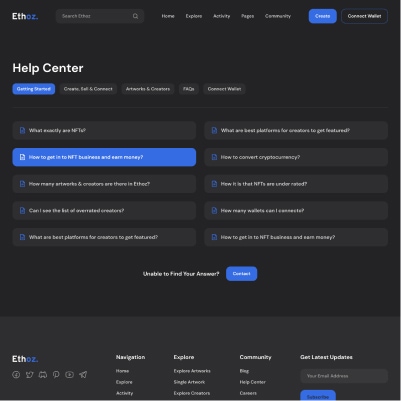 Ethoz.
Search Ethoz
Home Explore Activity Pages Community
Create
Connect Wallet
Help Center
Getting Started
Create, Sell & Connect
Artworks & Creators
FAQs
Connect Wallet
What exactly are NFTs?
What are best platforms for creators to get featured?
How to get in to NFT business and earn money?
How to convert cryptocurrency?
How many artworks & creators are there in Ethoz?
How it is that NFTs are under rated?
Can I see the list of overrated creators?
How many wallets can I connecte?
What are best platforms for creators to get featured?
How to get in to NFT business and earn money?
Unable to Find Your Answer?
Contact
Ethoz.
Navigation
Home
Explore
Activity
Explore
Explore Artworks
Single Artwork
Explore Creators
Community
Blog
Help Center
Careers
Get Latest Updates
Your Email Address
Subscribe